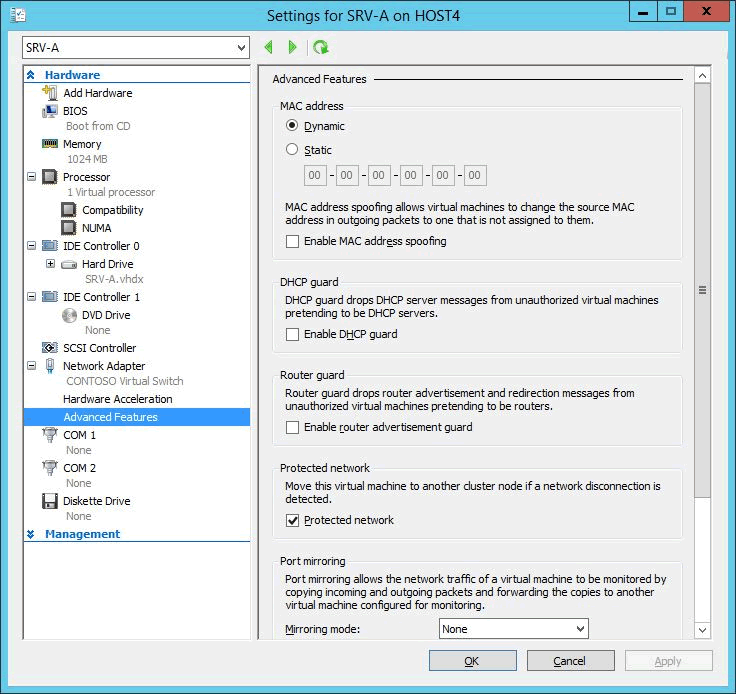 Settings for SRV-A on HOST4
SRV-A
Hardware
Add Hardware
BIOS
Boot from CD
Memory
1024 MB
Processor
1 Virtual processor
Compatibility
NUMA
IDE Controller 0
Hard Drive
SRV-A.vhdx
IDE Controller 1
DVD Drive
None
SCSI Controller
Network Adapter
CONTOSO Virtual Switch
Hardware Acceleration
Advanced Features
COM 1
None
COM 2
None
Diskette Drive
None
Management
Advanced Features
MAC address
Dynamic
Static
00 - 00 - 00 - 00 - 00 - 00
MAC address spoofing allows virtual machines to change the source MAC
address in outgoing packets to one that is not assigned to them.
Enable MAC address spoofing
DHCP guard
DHCP guard drops DHCP server messages from unauthorized virtual machines
pretending to be DHCP servers.
Enable DHCP guard
Router guard
Router guard drops router advertisement and redirection messages from
unauthorized virtual machines pretending to be routers.
Enable router advertisement guard
Protected network
Move this virtual machine to another cluster node if a network disconnection is
detected.
Protected network
Port mirroring
Port mirroring allows the network traffic of a virtual machine to be monitored by
copying incoming and outgoing packets and forwarding the copies to another
virtual machine configured for monitoring.
Mirroring mode: None
OK Cancel Apply